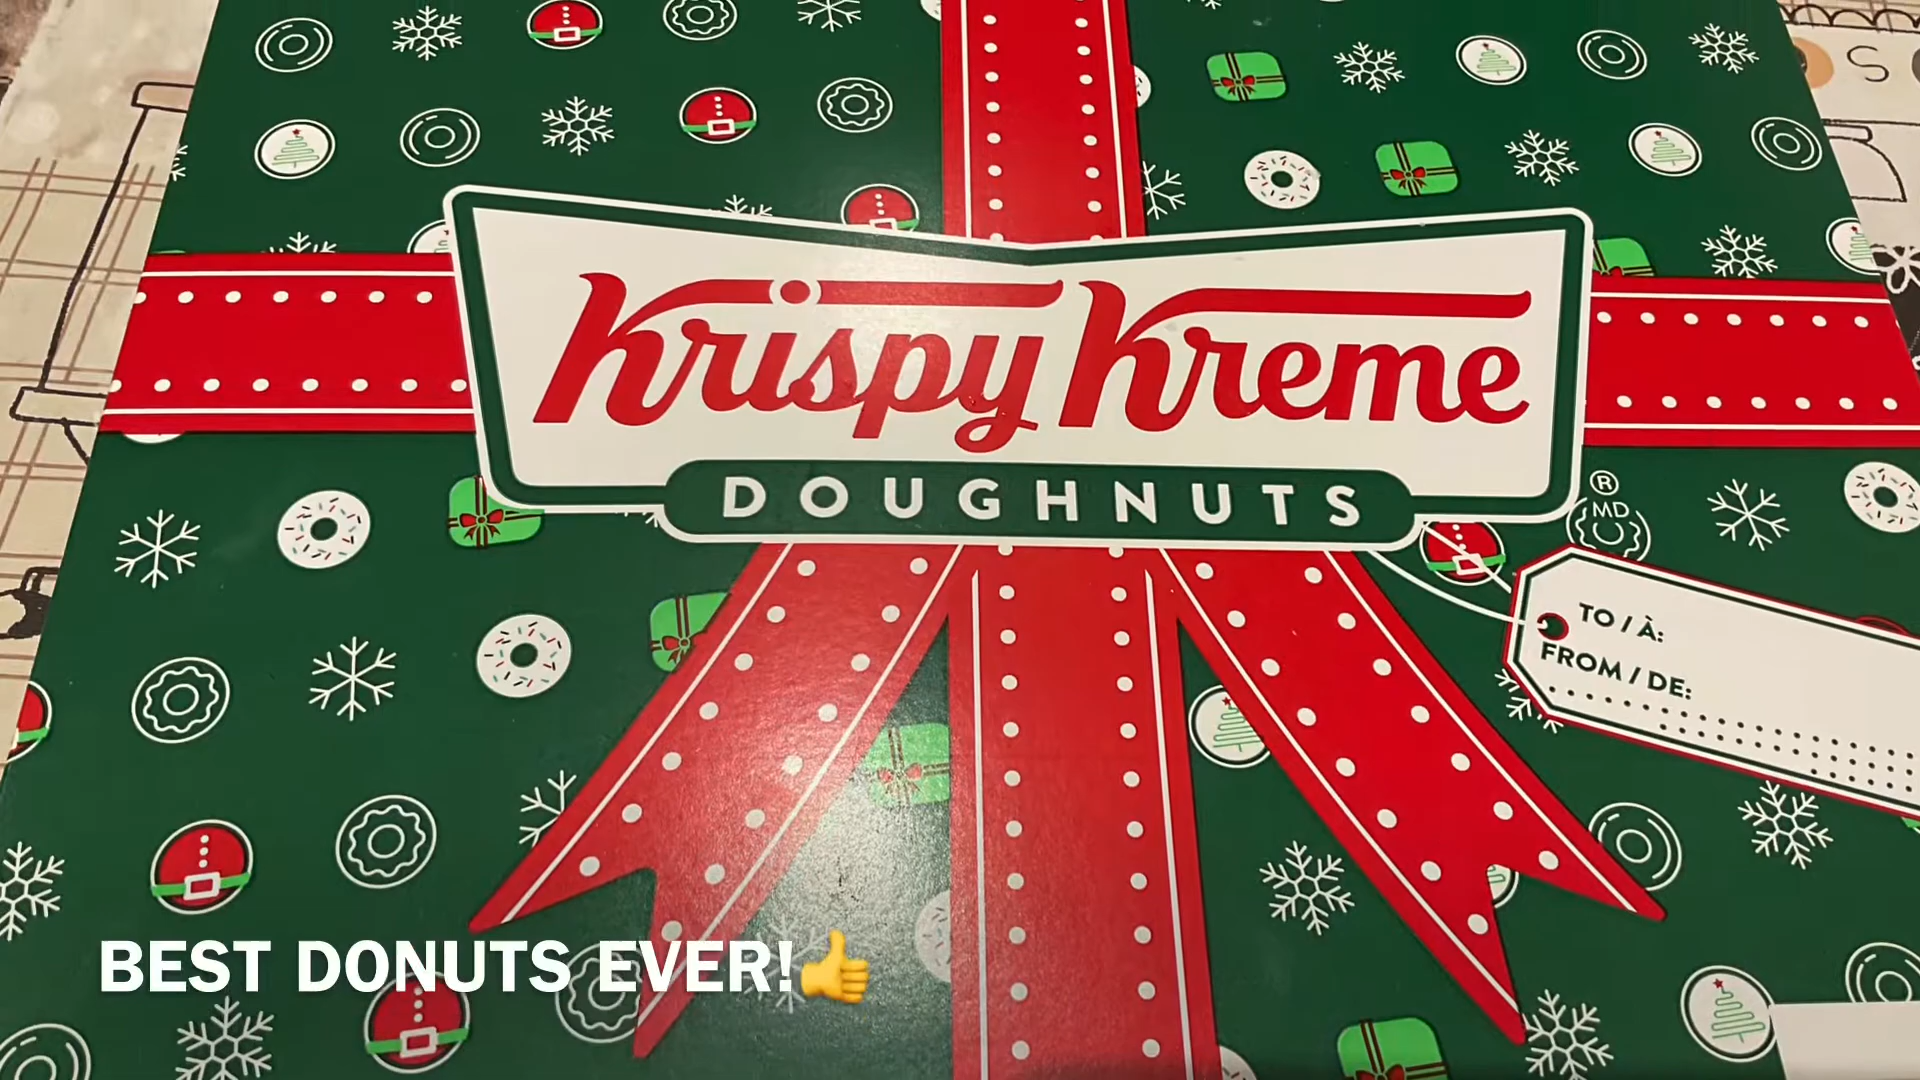 Krispy Kreme
DOUGHNUTS
®
MD
TO / À:
FROM / DE:
BEST DONUTS EVER!👍
S